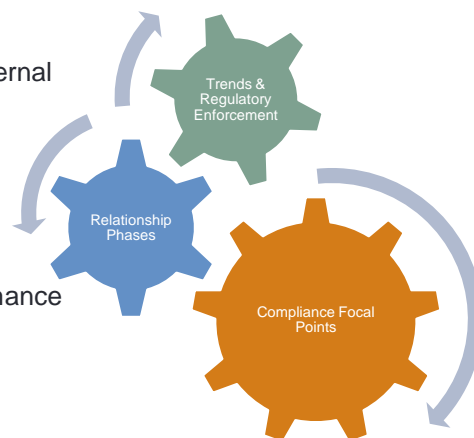 ernal
Trends &
Regulatory
Enforcement
Relationship
Phases
nance
Compliance Focal
Points